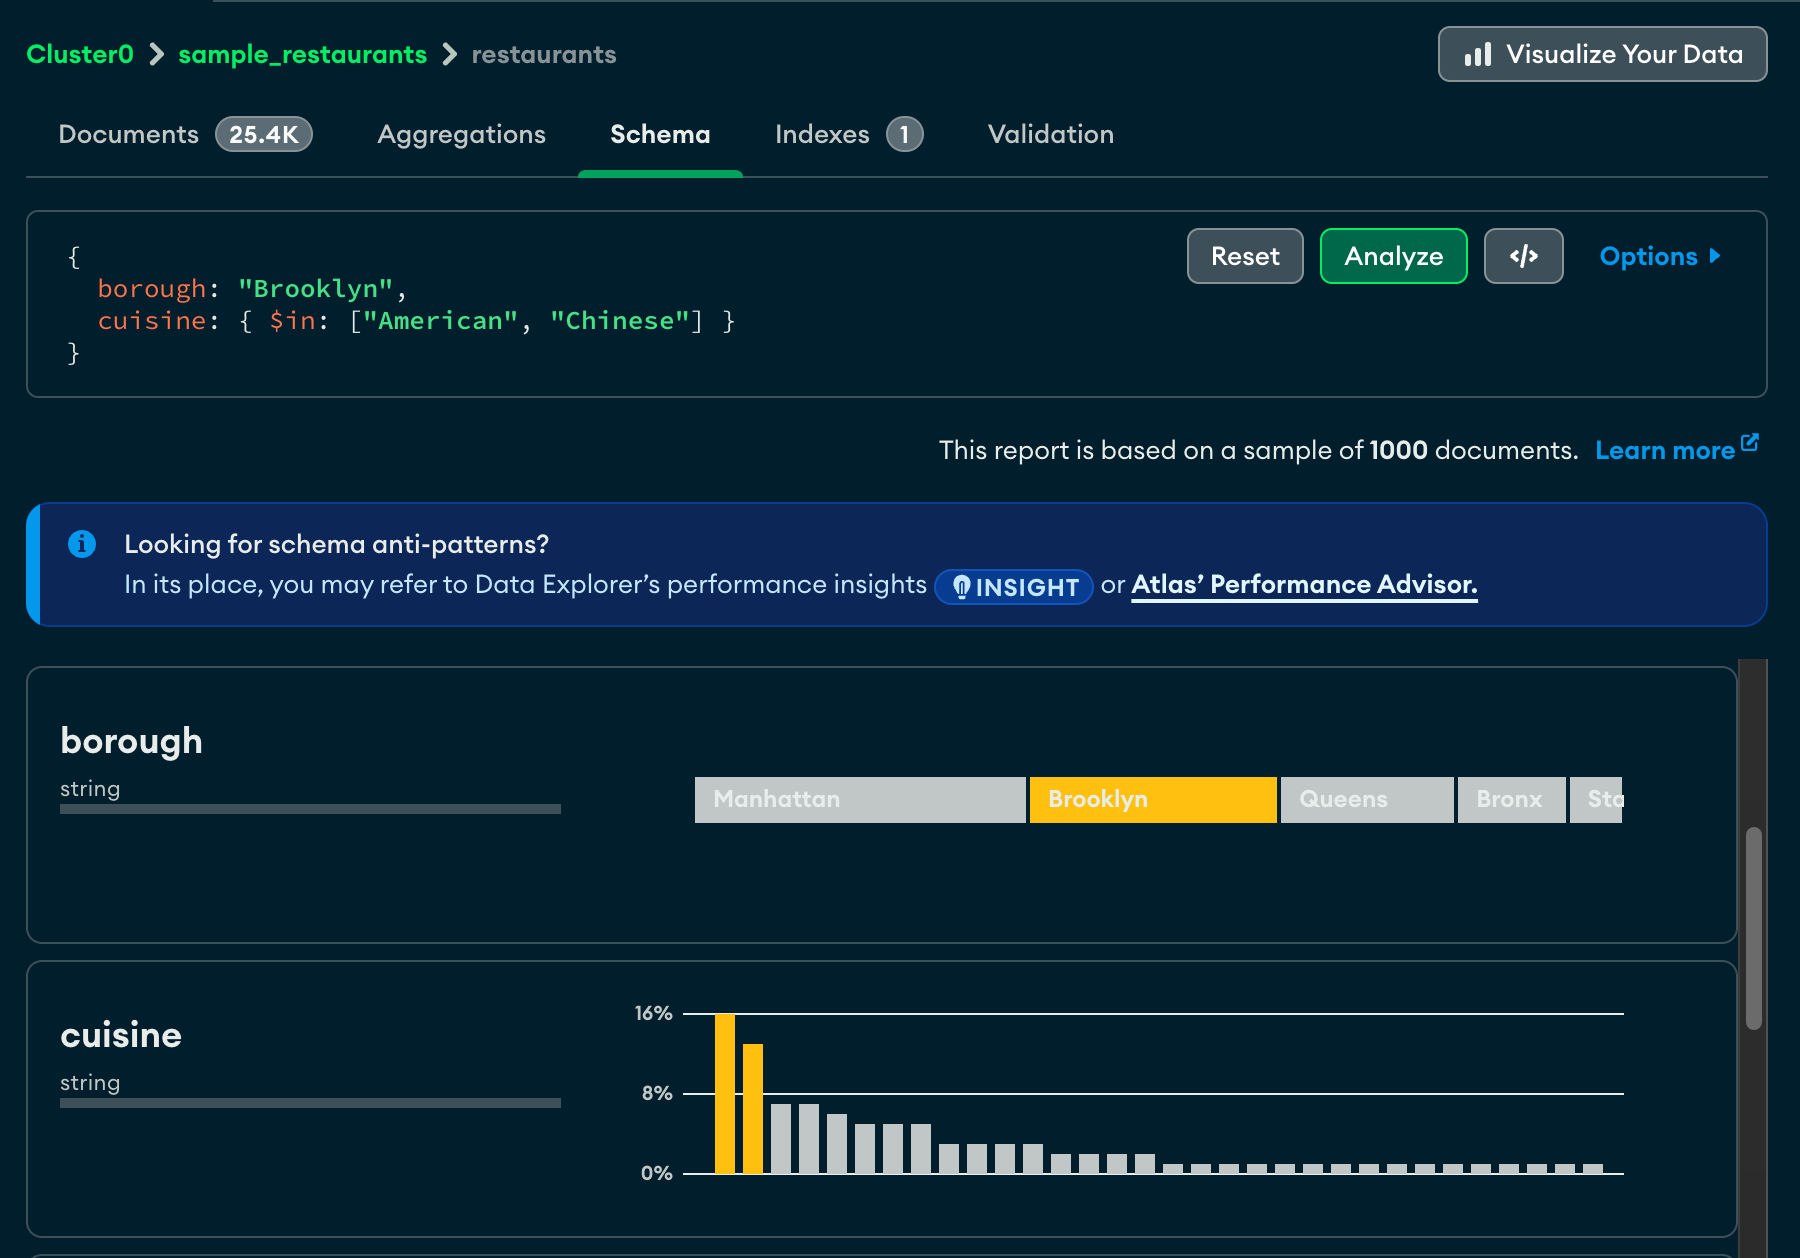 Cluster0 > sample_restaurants > restaurants
Visualize Your Data
Documents 25.4K Aggregations Schema Indexes 1 Validation
{
borough: "Brooklyn",
cuisine: { $in: ["American", "Chinese"] }
}
Reset Analyze </> Options
This report is based on a sample of 1000 documents. Learn more
Looking for schema anti-patterns?
In its place, you may refer to Data Explorer’s performance insights INSIGHT or Atlas’ Performance Advisor.
borough
string
Manhattan Brooklyn Queens Bronx Sta
cuisine
string
16%
8%
0%